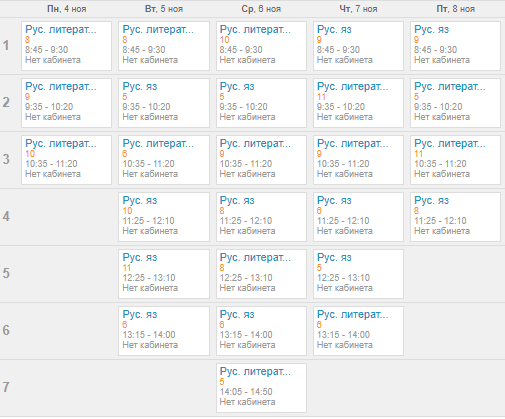 Пн, 4 ноя Вт, 5 ноя Ср, 6 ноя Чт, 7 ноя Пт, 8 ноя
1
Рус. литерат... Рус. литерат... Рус. литерат... Рус. яз Рус. яз
8 8 10 9 9
8:45 - 9:30 8:45 - 9:30 8:45 - 9:30 8:45 - 9:30 8:45 - 9:30
Нет кабинета Нет кабинета Нет кабинета Нет кабинета Нет кабинета
2
Рус. литерат... Рус. яз Рус. яз Рус. литерат... Рус. яз
9 5 5 11 5
9:35 - 10:20 9:35 - 10:20 9:35 - 10:20 9:35 - 10:20 9:35 - 10:20
Нет кабинета Нет кабинета Нет кабинета Нет кабинета Нет кабинета
3
Рус. литерат... Рус. литерат... Рус. литерат... Рус. литерат... Рус. литерат...
10 6 9 9 11
10:35 - 11:20 10:35 - 11:20 10:35 - 11:20 10:35 - 11:20 10:35 - 11:20
Нет кабинета Нет кабинета Нет кабинета Нет кабинета Нет кабинета
4
Рус. яз Рус. яз Рус. яз Рус. яз
10 8 6 8
11:25 - 12:10 11:25 - 12:10 11:25 - 12:10 11:25 - 12:10
Нет кабинета Нет кабинета Нет кабинета Нет кабинета
5
Рус. яз Рус. литерат... Рус. яз
11 8 5
12:25 - 13:10 12:25 - 13:10 12:25 - 13:10
Нет кабинета Нет кабинета Нет кабинета
6
Рус. яз Рус. яз Рус. литерат...
6 6 6
13:15 - 14:00 13:15 - 14:00 13:15 - 14:00
Нет кабинета Нет кабинета Нет кабинета
7
Рус. литерат...
5
14:05 - 14:50
Нет кабинета